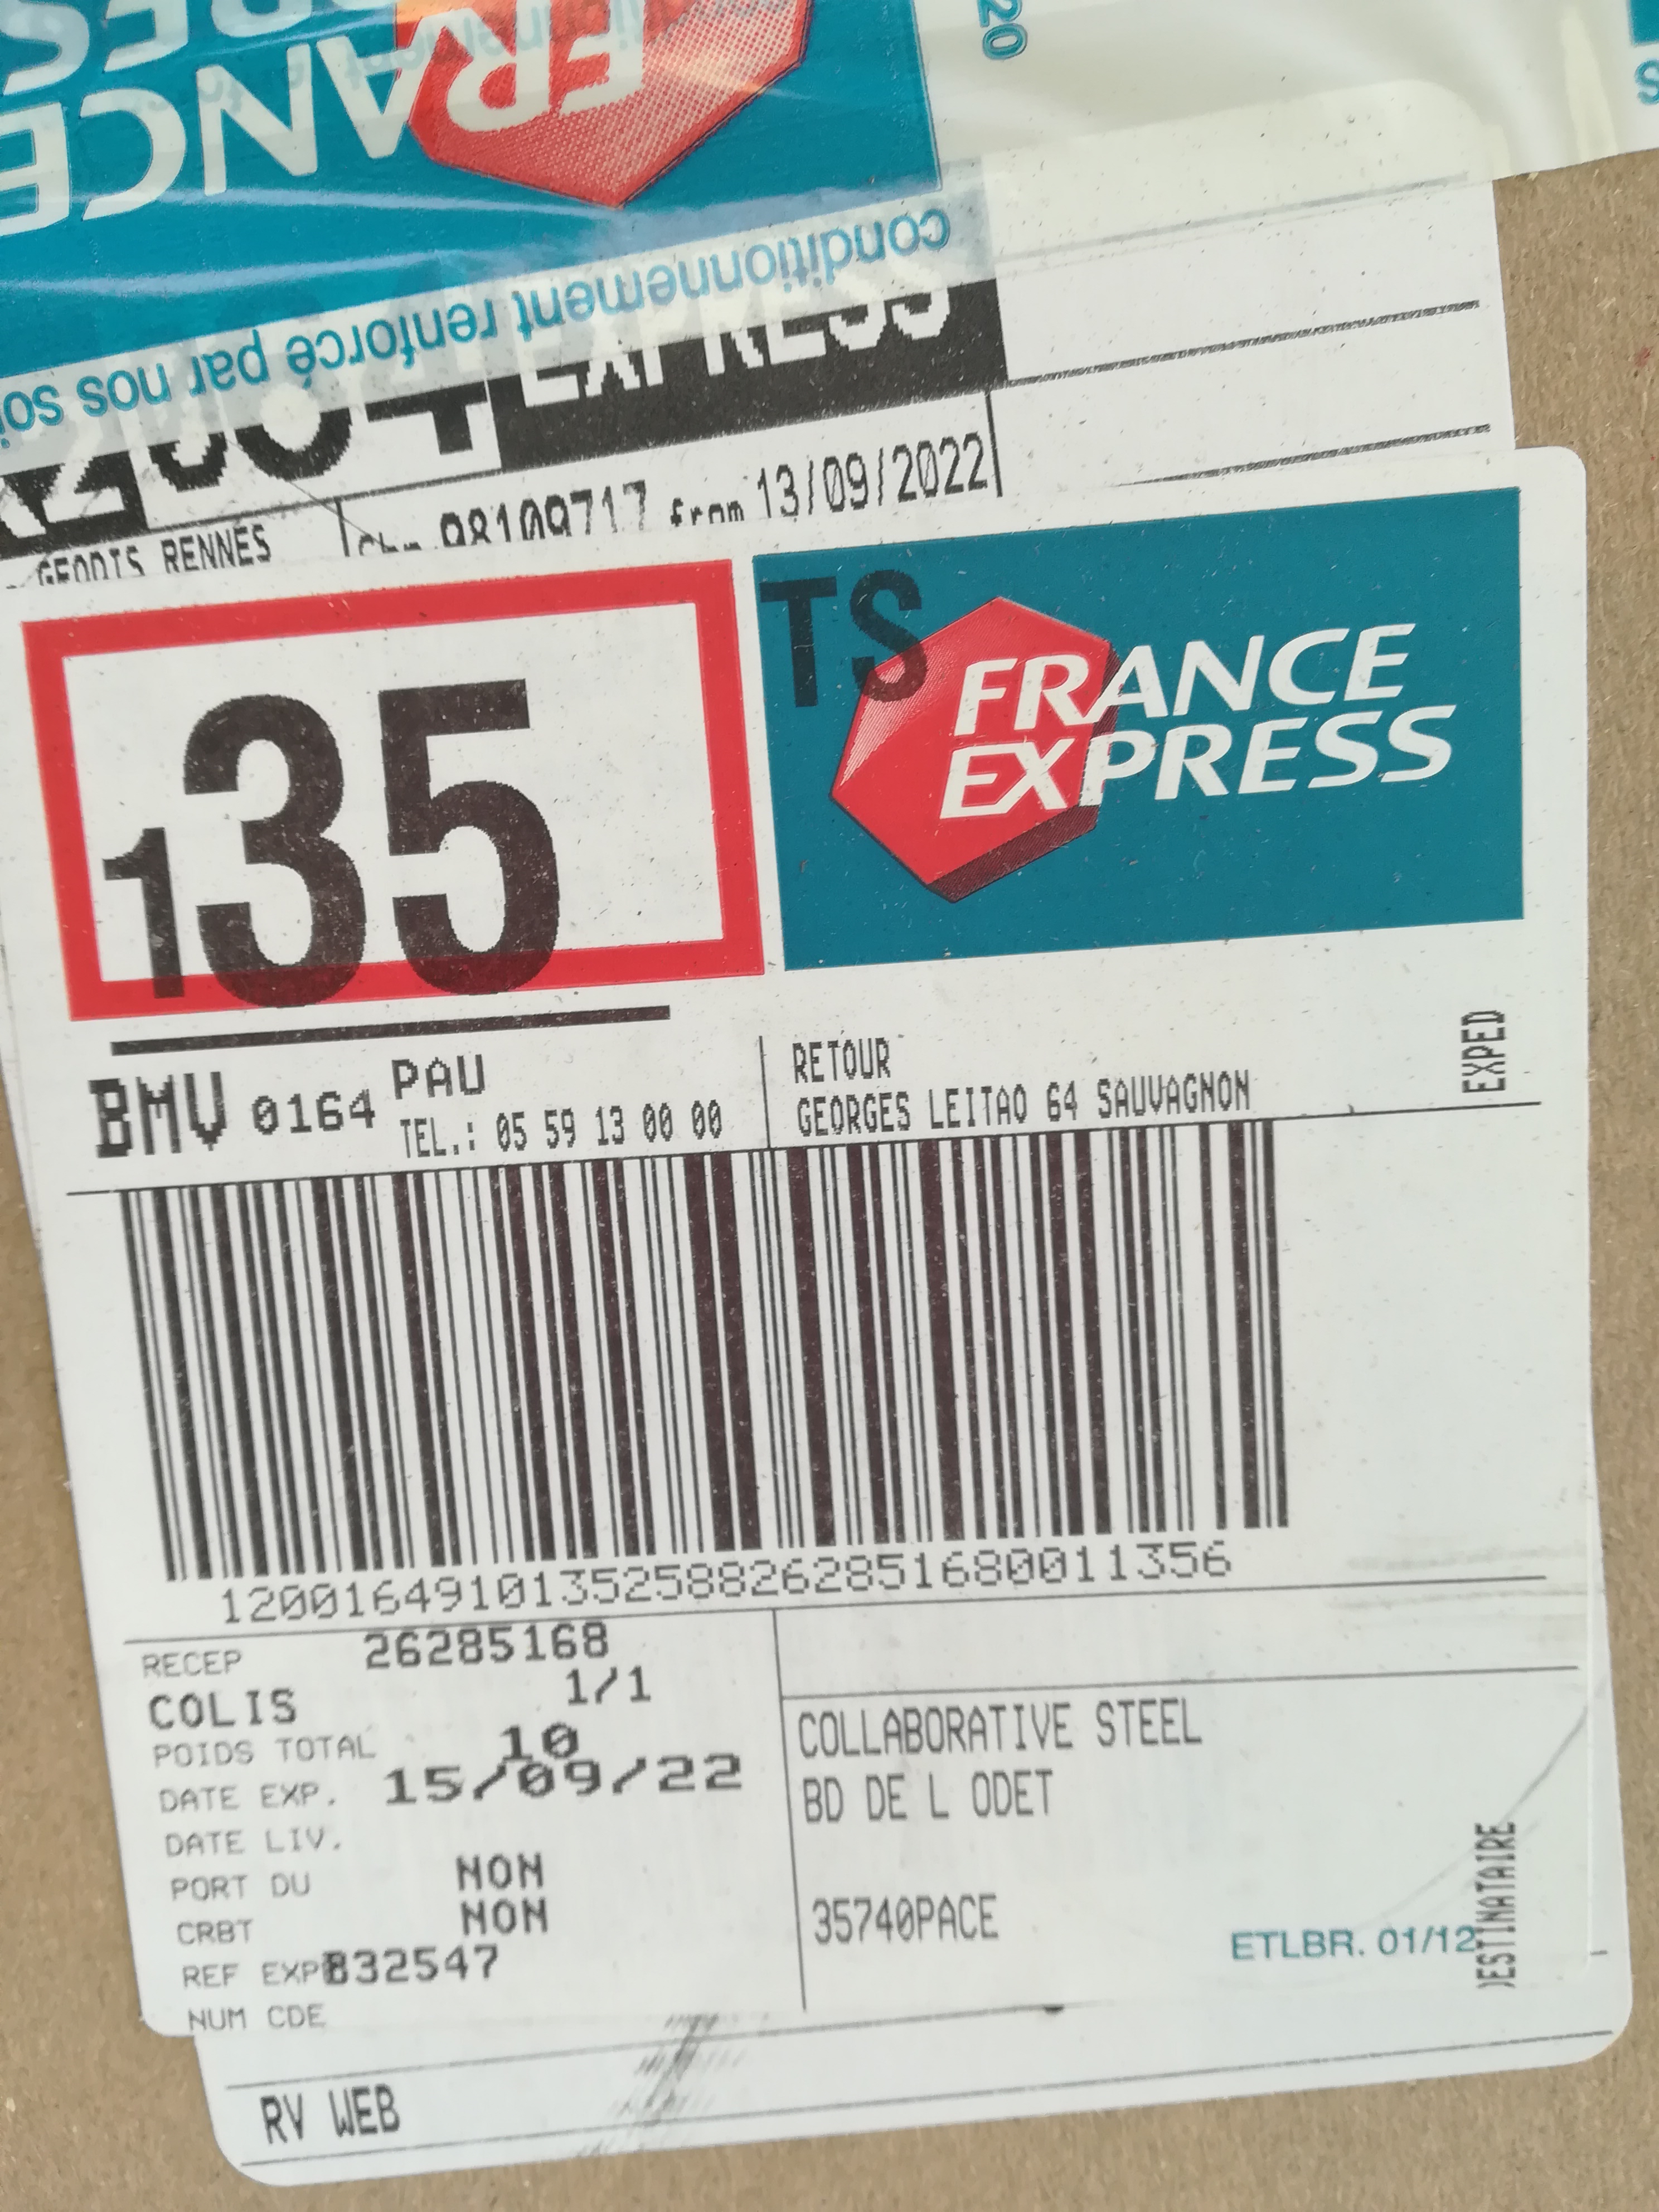 FRANCE
conditionnement renforcé par nos
EXPRESS
GEODIS RENNES
98109717 from 13/09/2022
135
TS
FRANCE
EXPRESS
BMV 0164 PAU
TEL.: 05 59 13 00 00
RETOUR
GEORGES LEITAO 64 SAUVAGNON
EXPED
12001649101352588262851680011356
RECEP 26285168
COLIS 1/1
POIDS TOTAL 10
DATE EXP. 15/09/22
DATE LIV.
PORT DU NON
CRBT NON
REF EXP 832547
NUM CDE
COLLABORATIVE STEEL
BD DE L ODET
35740PACE
ETLBR. 01/12
DESTINATAIRE
RV WEB